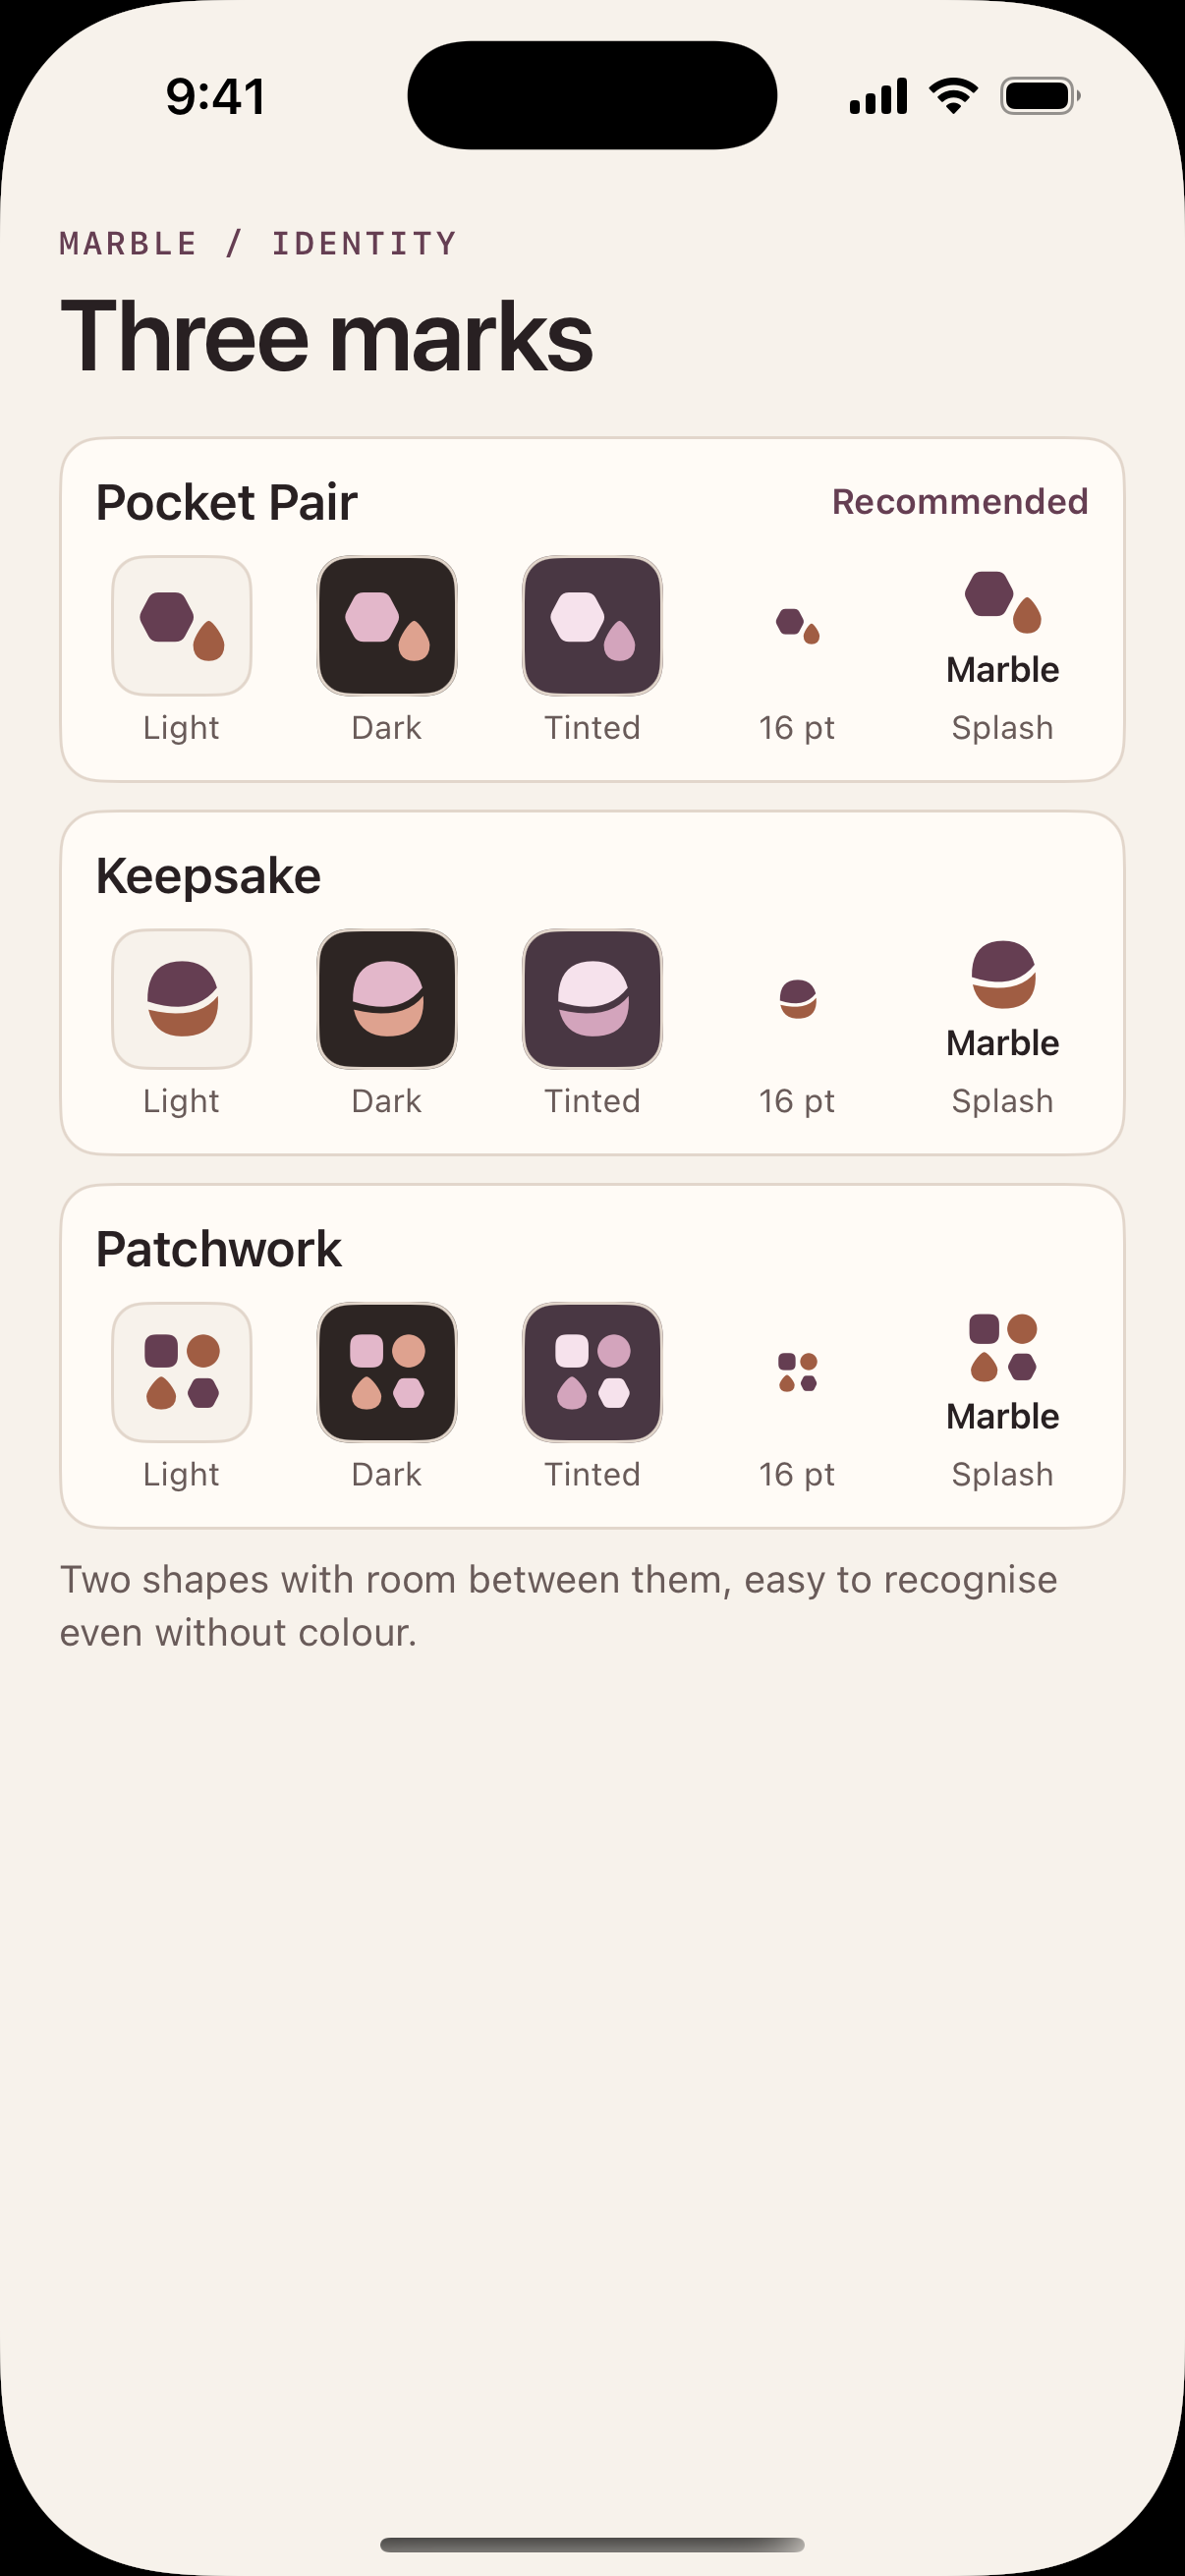 9:41
MARBLE / IDENTITY
Three marks
Pocket Pair
Recommended
Marble
Light
Dark
Tinted
16 pt
Splash
Keepsake
Marble
Light
Dark
Tinted
16 pt
Splash
Patchwork
Marble
Light
Dark
Tinted
16 pt
Splash
Two shapes with room between them, easy to recognise
even without colour.